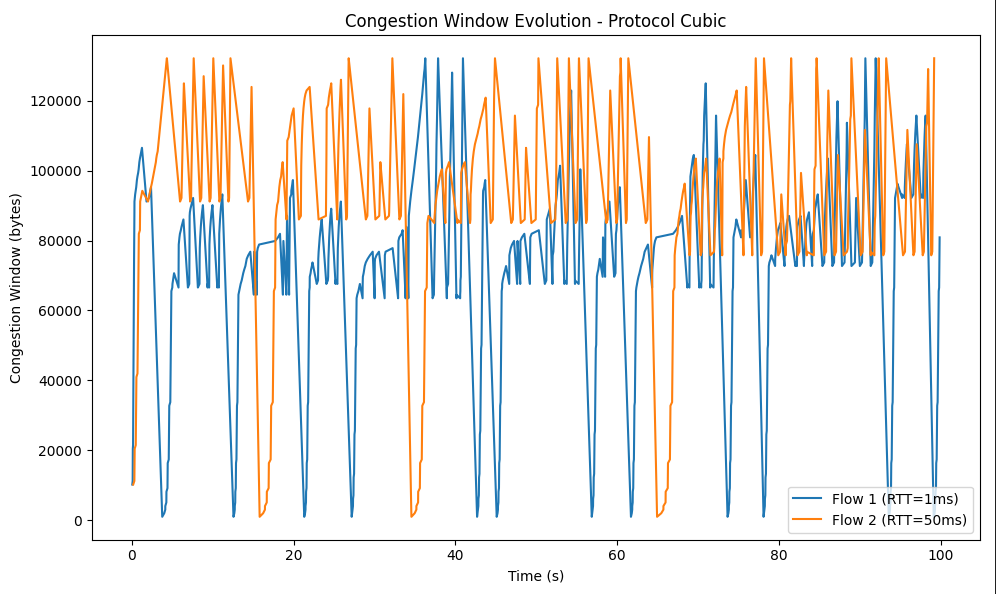 Congestion Window Evolution - Protocol Cubic
Congestion Window (bytes)
120000
100000
80000
60000
40000
20000
0
0 20 40 60 80 100
Time (s)
Flow 1 (RTT=1ms)
Flow 2 (RTT=50ms)